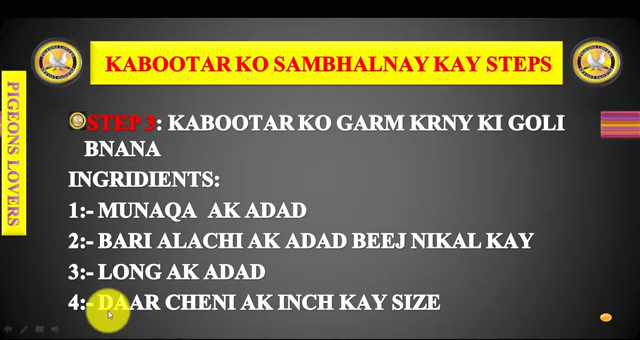 KABOOTAR KO SAMBHALNAY KAY STEPS
PIGEONS LOVERS
STEP 3: KABOOTAR KO GARM KRNY KI GOLI
BNANA
INGRIDIENTS:
1:- MUNAQA AK ADAD
2:- BARI ALACHI AK ADAD BEEJ NIKAL KAY
3:- LONG AK ADAD
4:- DAAR CHENI AK INCH KAY SIZE